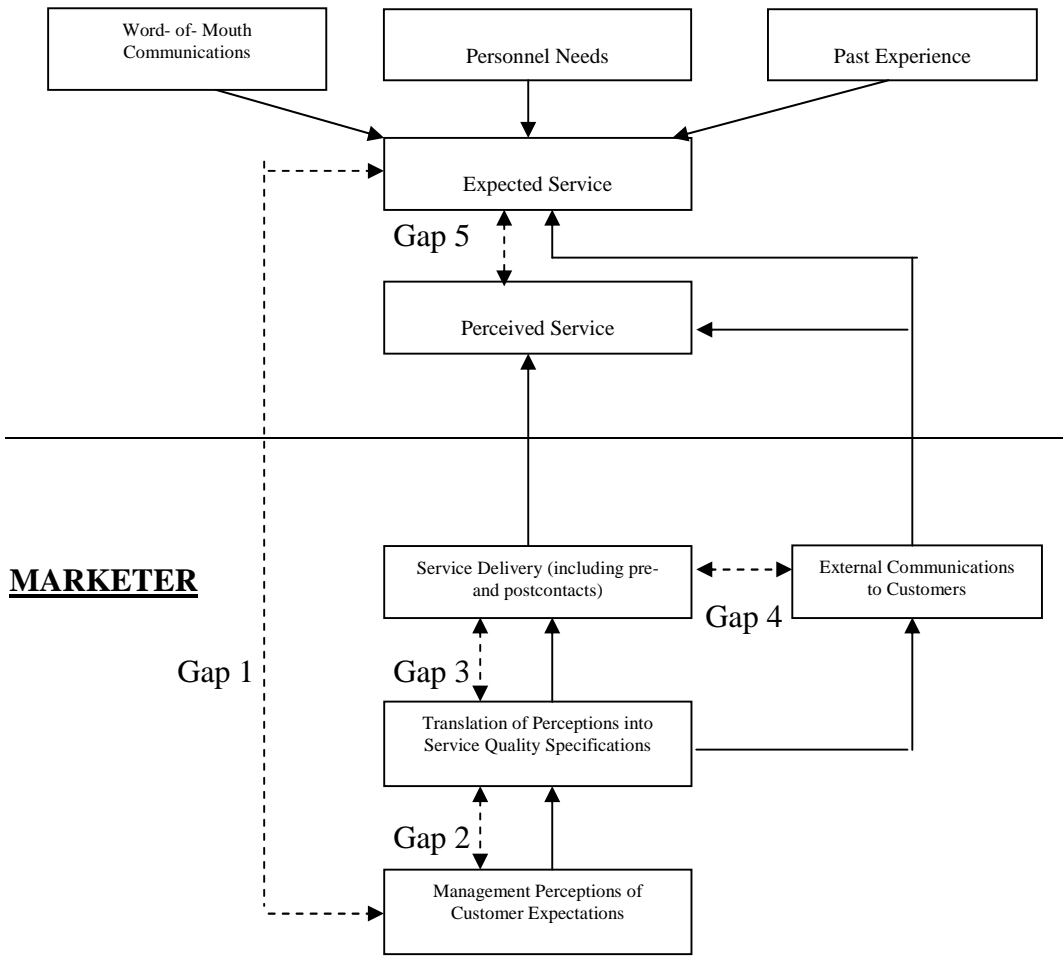 Word- of- Mouth
Communications
Personnel Needs
Past Experience
Expected Service
Gap 5
Perceived Service
MARKETER
Service Delivery (including pre-
and postcontacts)
External Communications
to Customers
Gap 4
Gap 1
Gap 3
Translation of Perceptions into
Service Quality Specifications
Gap 2
Management Perceptions of
Customer Expectations